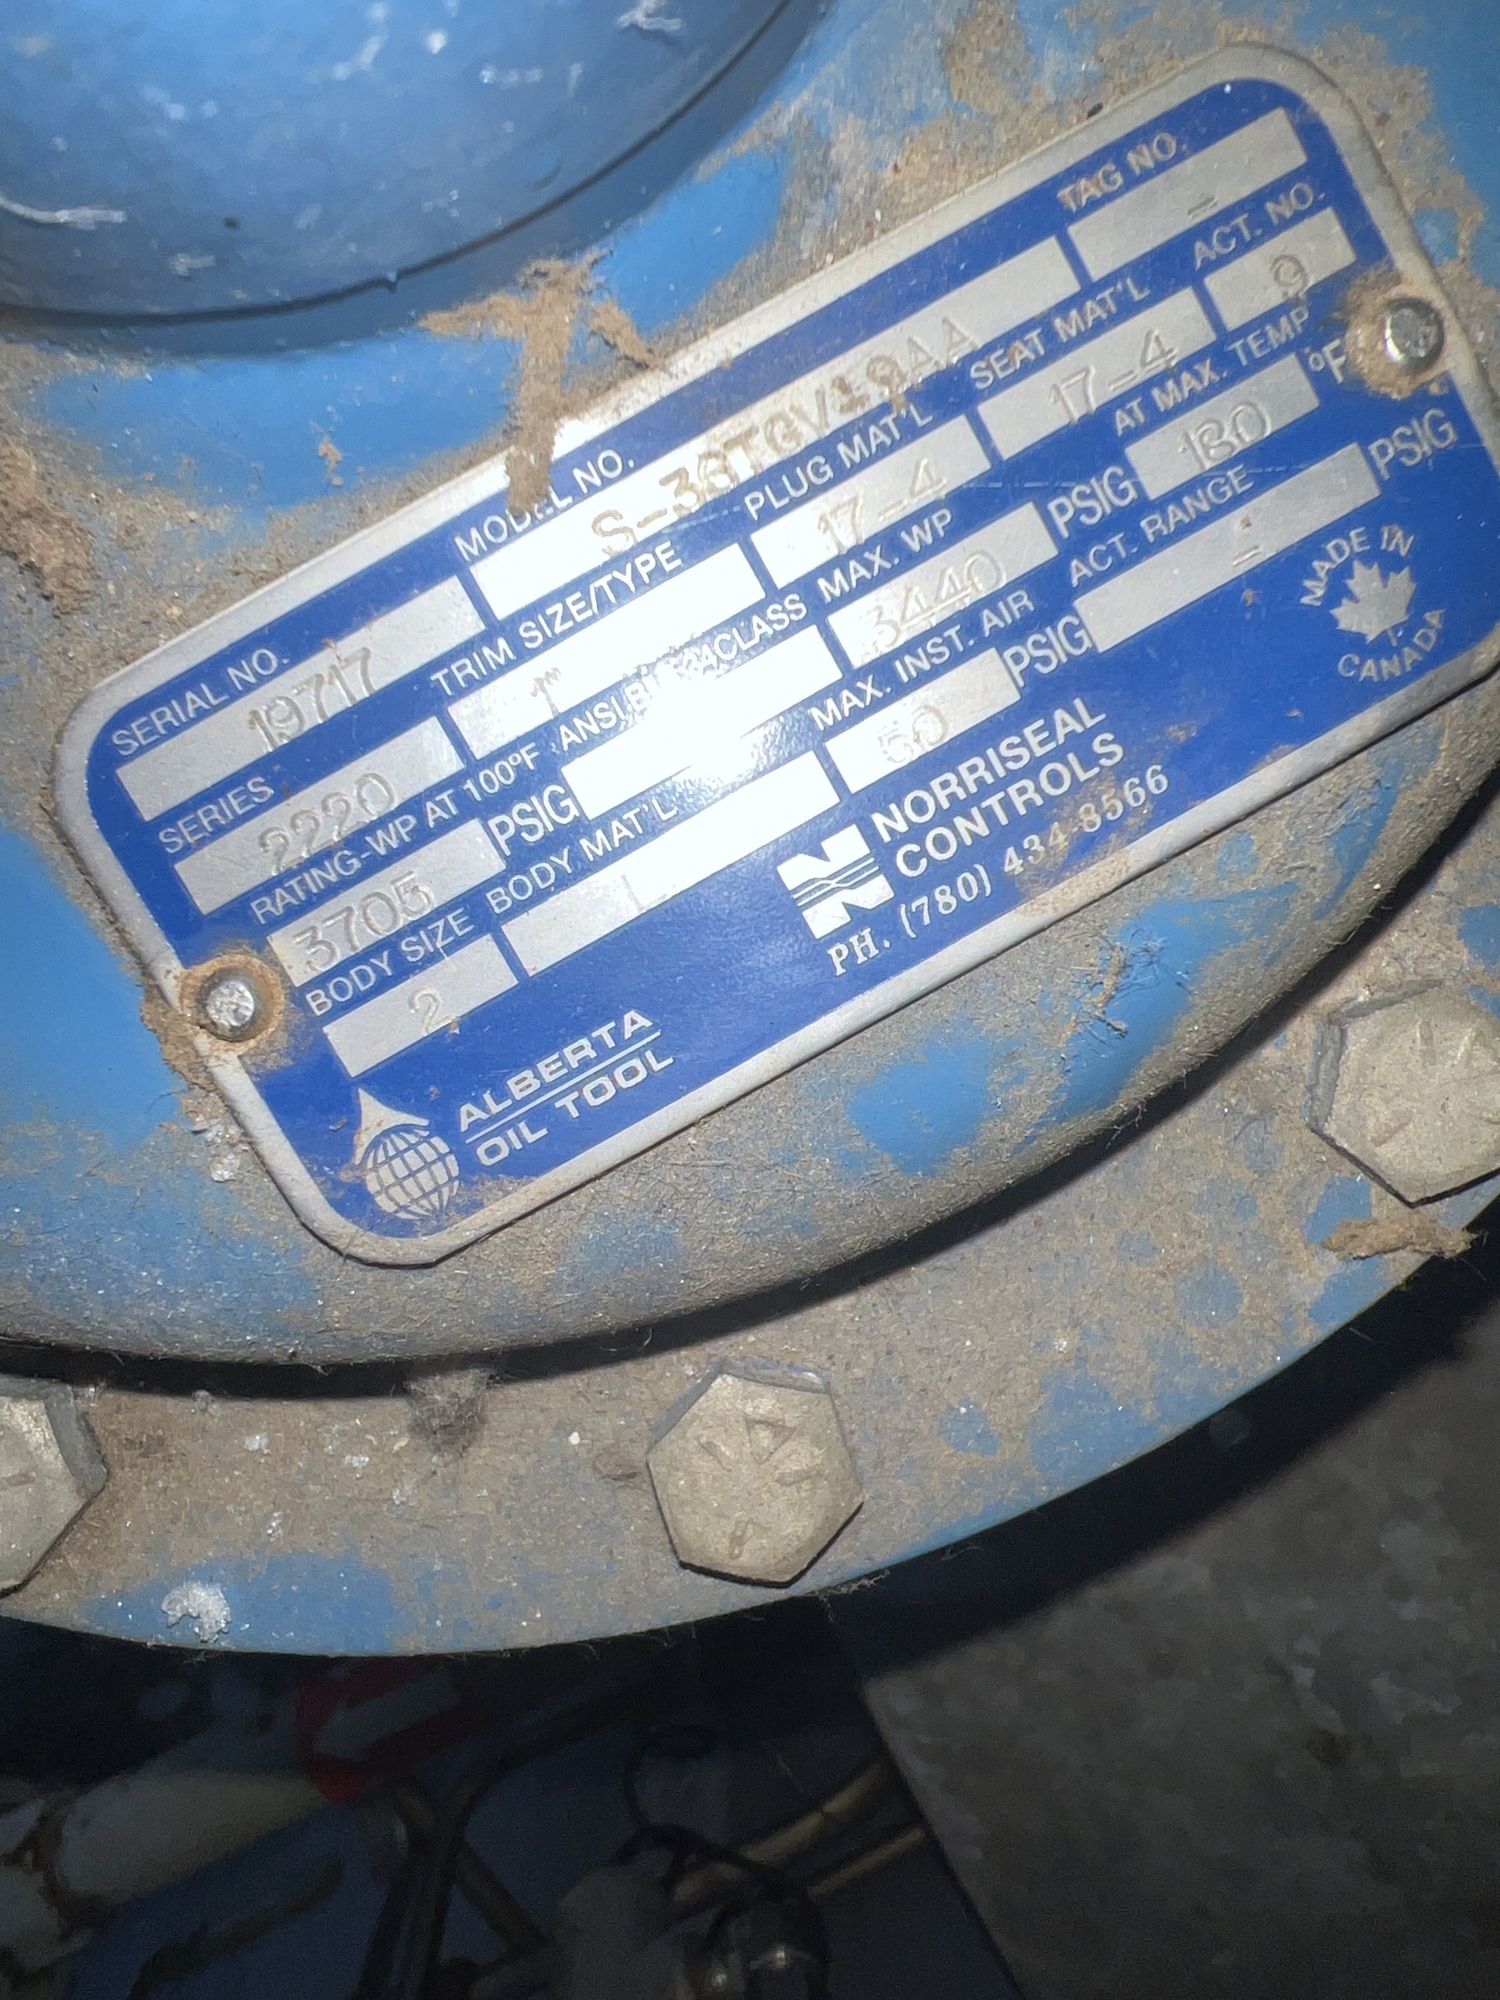 TAG NO.
-
MODEL NO.
SERIAL NO.
19717
ACT. NO.
9
SEAT MAT'L
17-4
PLUG MAT'L
17-4
TRIM SIZE/TYPE
1"
SERIES
2220
AT MAX. TEMP
180 °F
MAX. WP
3440 PSIG
CLASS
RATING-WP AT 100°F
3705 PSIG
ACT. RANGE
- PSIG
MAX. INST. AIR
50 PSIG
BODY MAT'L
BODY SIZE
2
MADE IN
CANADA
NORRISEAL
CONTROLS
PH. (780) 434-8566
ALBERTA
OIL TOOL